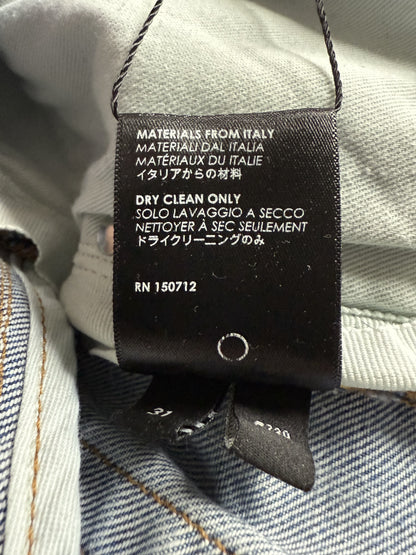 MATERIALS FROM ITALY
MATERIALI DAL ITALIA
MATÉRIAUX DU ITALIE
イタリアからの材料
DRY CLEAN ONLY
SOLO LAVAGGIO A SECCO
NETTOYER À SEC SEULEMENT
ドライクリーニングのみ
RN 150712
31